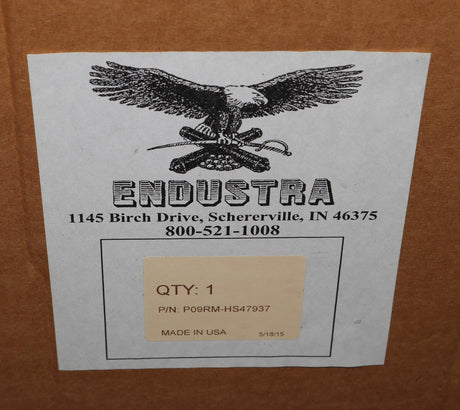 ENDUSTRA
1145 Birch Drive, Schererville, IN 46375
800-521-1008
QTY: 1
P/N: P09RM-HS47937
MADE IN USA 5/18/15